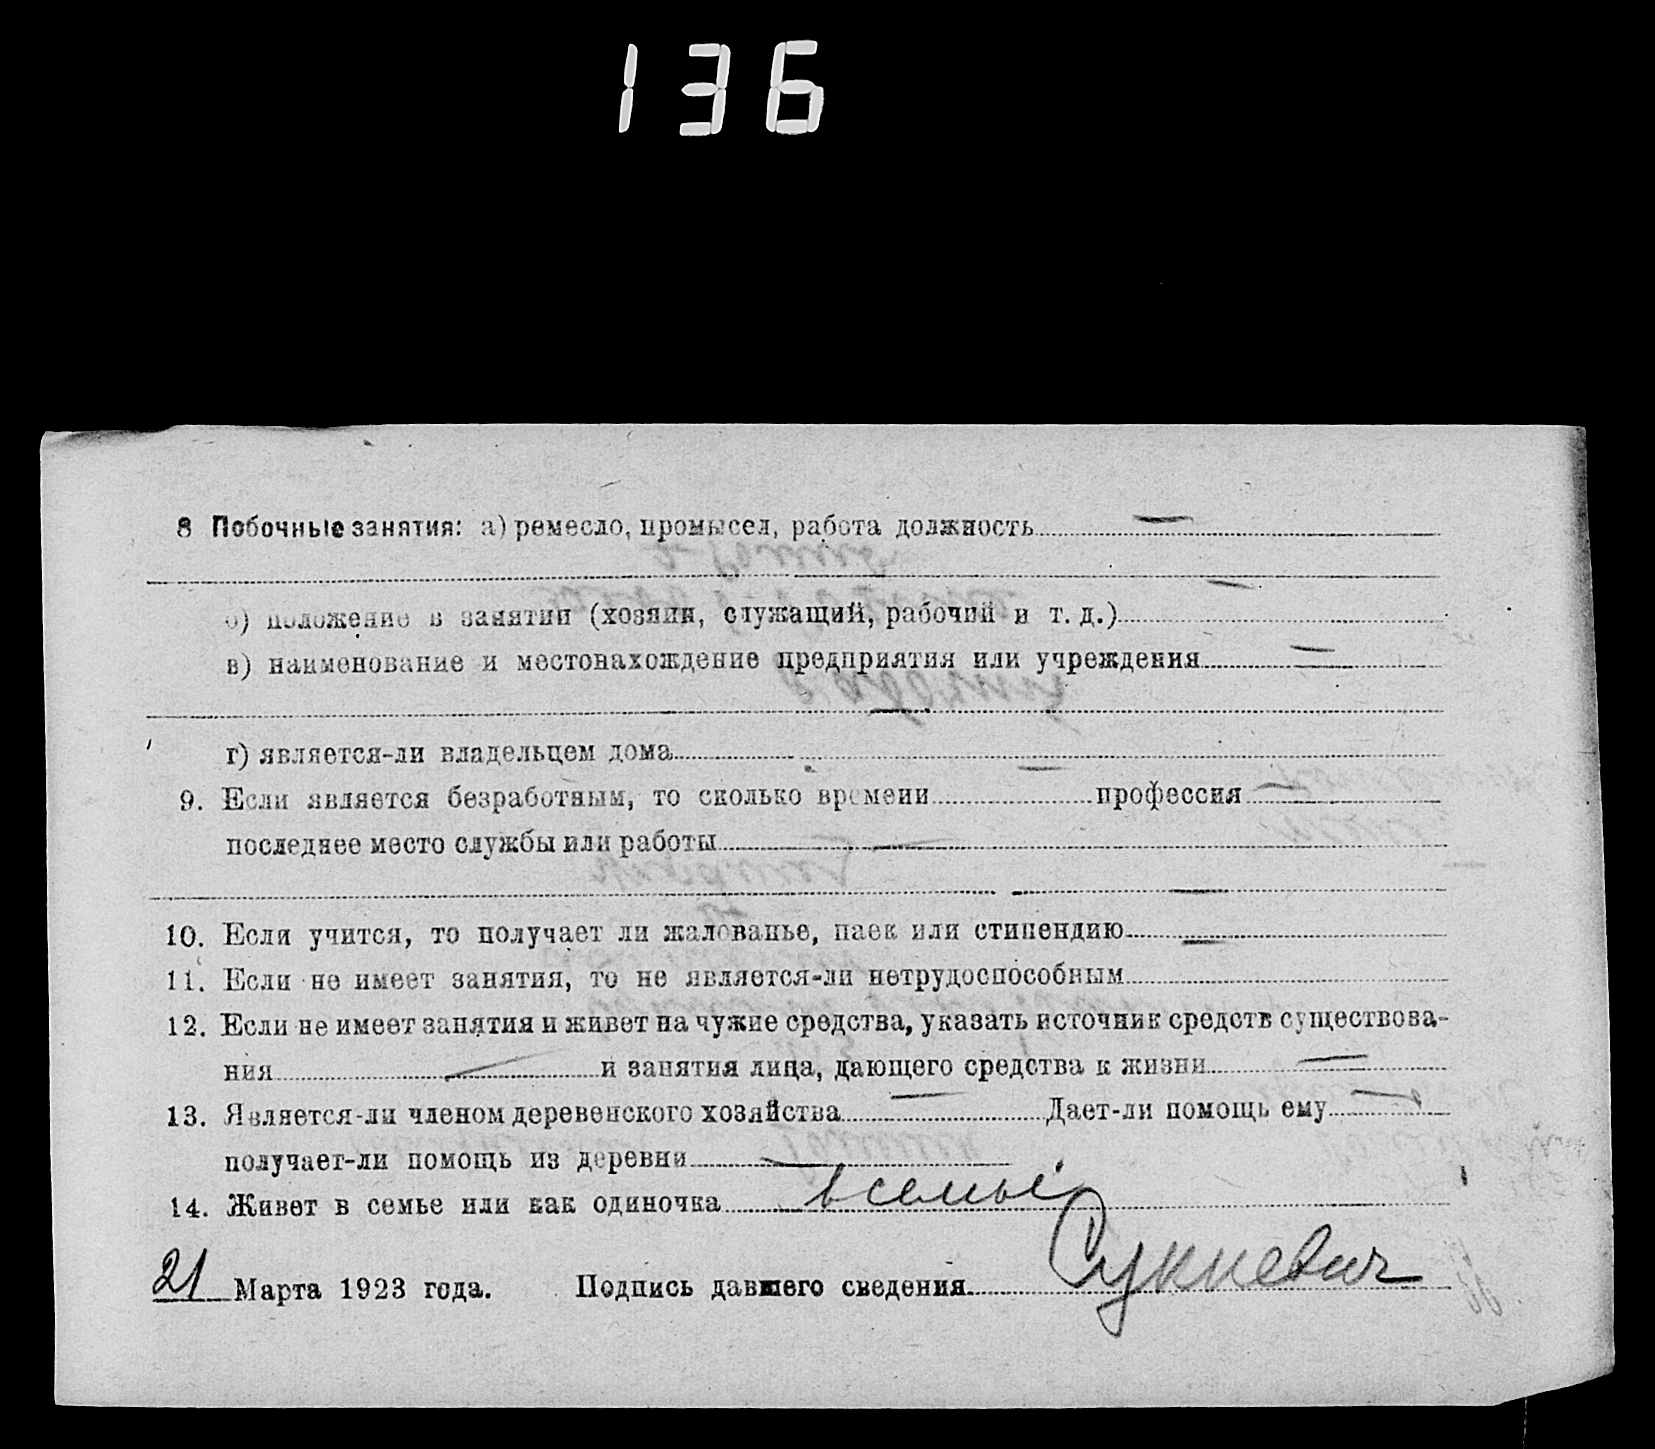 136
8 Побочные занятия: а) ремесло, промысел, работа должность —
—
б) положение в занятии (хозяин, служащий, рабочий и т. д.)
в) наименование и местонахождение предприятия или учреждения —
—
г) является-ли владельцем дома —
9. Если является безработным, то сколько времени профессия —
последнее место службы или работы —
—
10. Если учится, то получает ли жалованье, паек или стипендию —
11. Если не имеет занятия, то не является-ли нетрудоспособным
12. Если не имеет занятия и живет на чужие средства, указать источник средств существова-
ния — и занятия лица, дающего средства к жизни —
13. Является-ли членом деревенского хозяйства — Дает-ли помощь ему —
получает-ли помощь из деревни —
14. Живет в семье или как одиночка в семье
21 Марта 1923 года. Подпись давшего сведения Сукневич